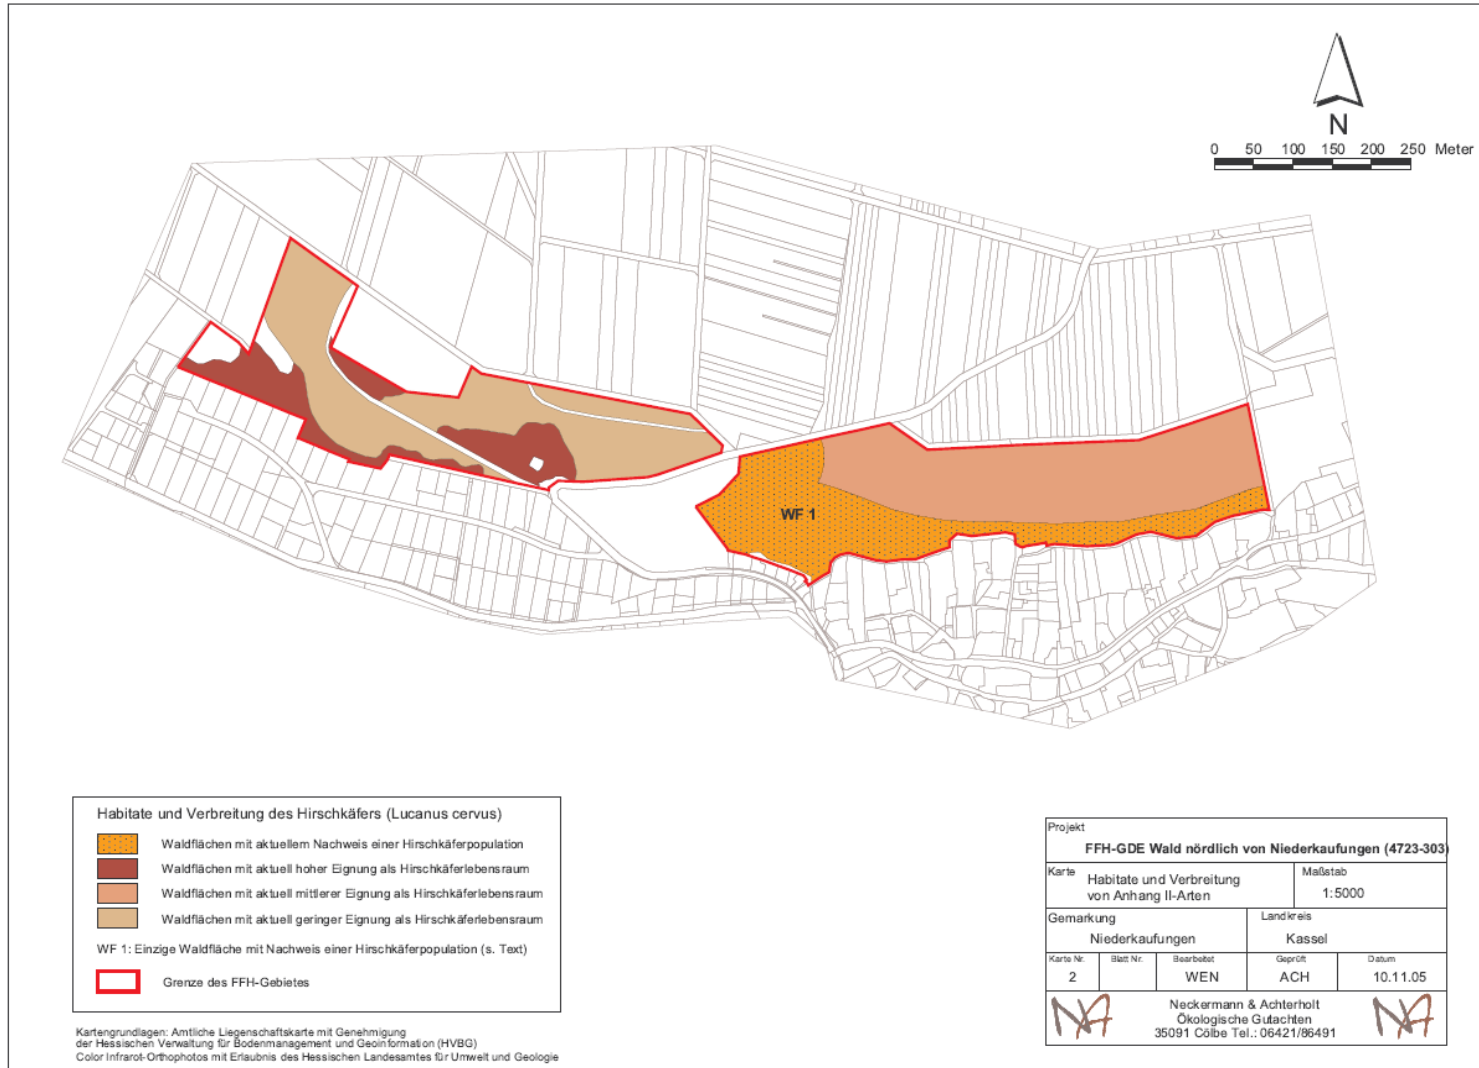 N
0 50 100 150 200 250 Meter
WF 1
Habitate und Verbreitung des Hirschkäfers (Lucanus cervus)
Waldflächen mit aktuellem Nachweis einer Hirschkäferpopulation
Waldflächen mit aktuell hoher Eignung als Hirschkäferlebensraum
Waldflächen mit aktuell mittlerer Eignung als Hirschkäferlebensraum
Waldflächen mit aktuell geringer Eignung als Hirschkäferlebensraum
WF 1: Einzige Waldfläche mit Nachweis einer Hirschkäferpopulation (s. Text)
Grenze des FFH-Gebietes
Kartengrundlagen: Amtliche Liegenschaftskarte mit Genehmigung
der Hessischen Verwaltung für Bodenmanagement und Geoinformation (HVBG)
Color Infrarot-Orthophotos mit Erlaubnis des Hessischen Landesamtes für Umwelt und Geologie
Projekt
FFH-GDE Wald nördlich von Niederkaufungen (4723-303)
Karte Habitate und Verbreitung
von Anhang II-Arten
Maßstab
1:5000
Gemarkung
Niederkaufungen
Landkreis
Kassel
Karte Nr. Blatt Nr. Bearbeitet Geprüft Datum
2 WEN ACH 10.11.05
NA
Neckermann & Achterholt
Ökologische Gutachten
35091 Cölbe Tel.: 06421/86491
NA